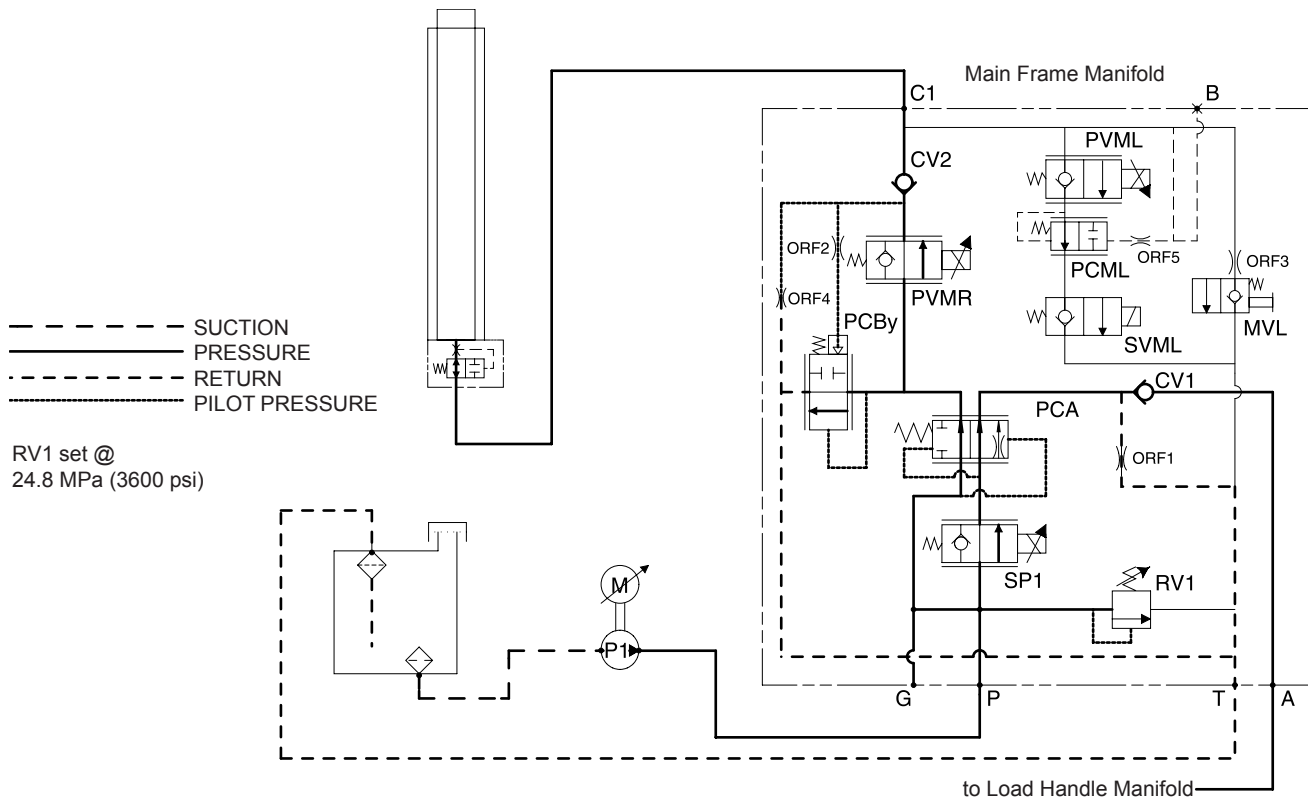 Main Frame Manifold
C1
B
PVML
CV2
ORF2
ORF5
ORF3
PCML
PVMR
ORF4
PCBy
MVL
SVML
SUCTION
PRESSURE
RETURN
PILOT PRESSURE
CV1
PCA
RV1 set @
24.8 MPa (3600 psi)
ORF1
SP1
RV1
M
P1
G
P
T
A
to Load Handle Manifold